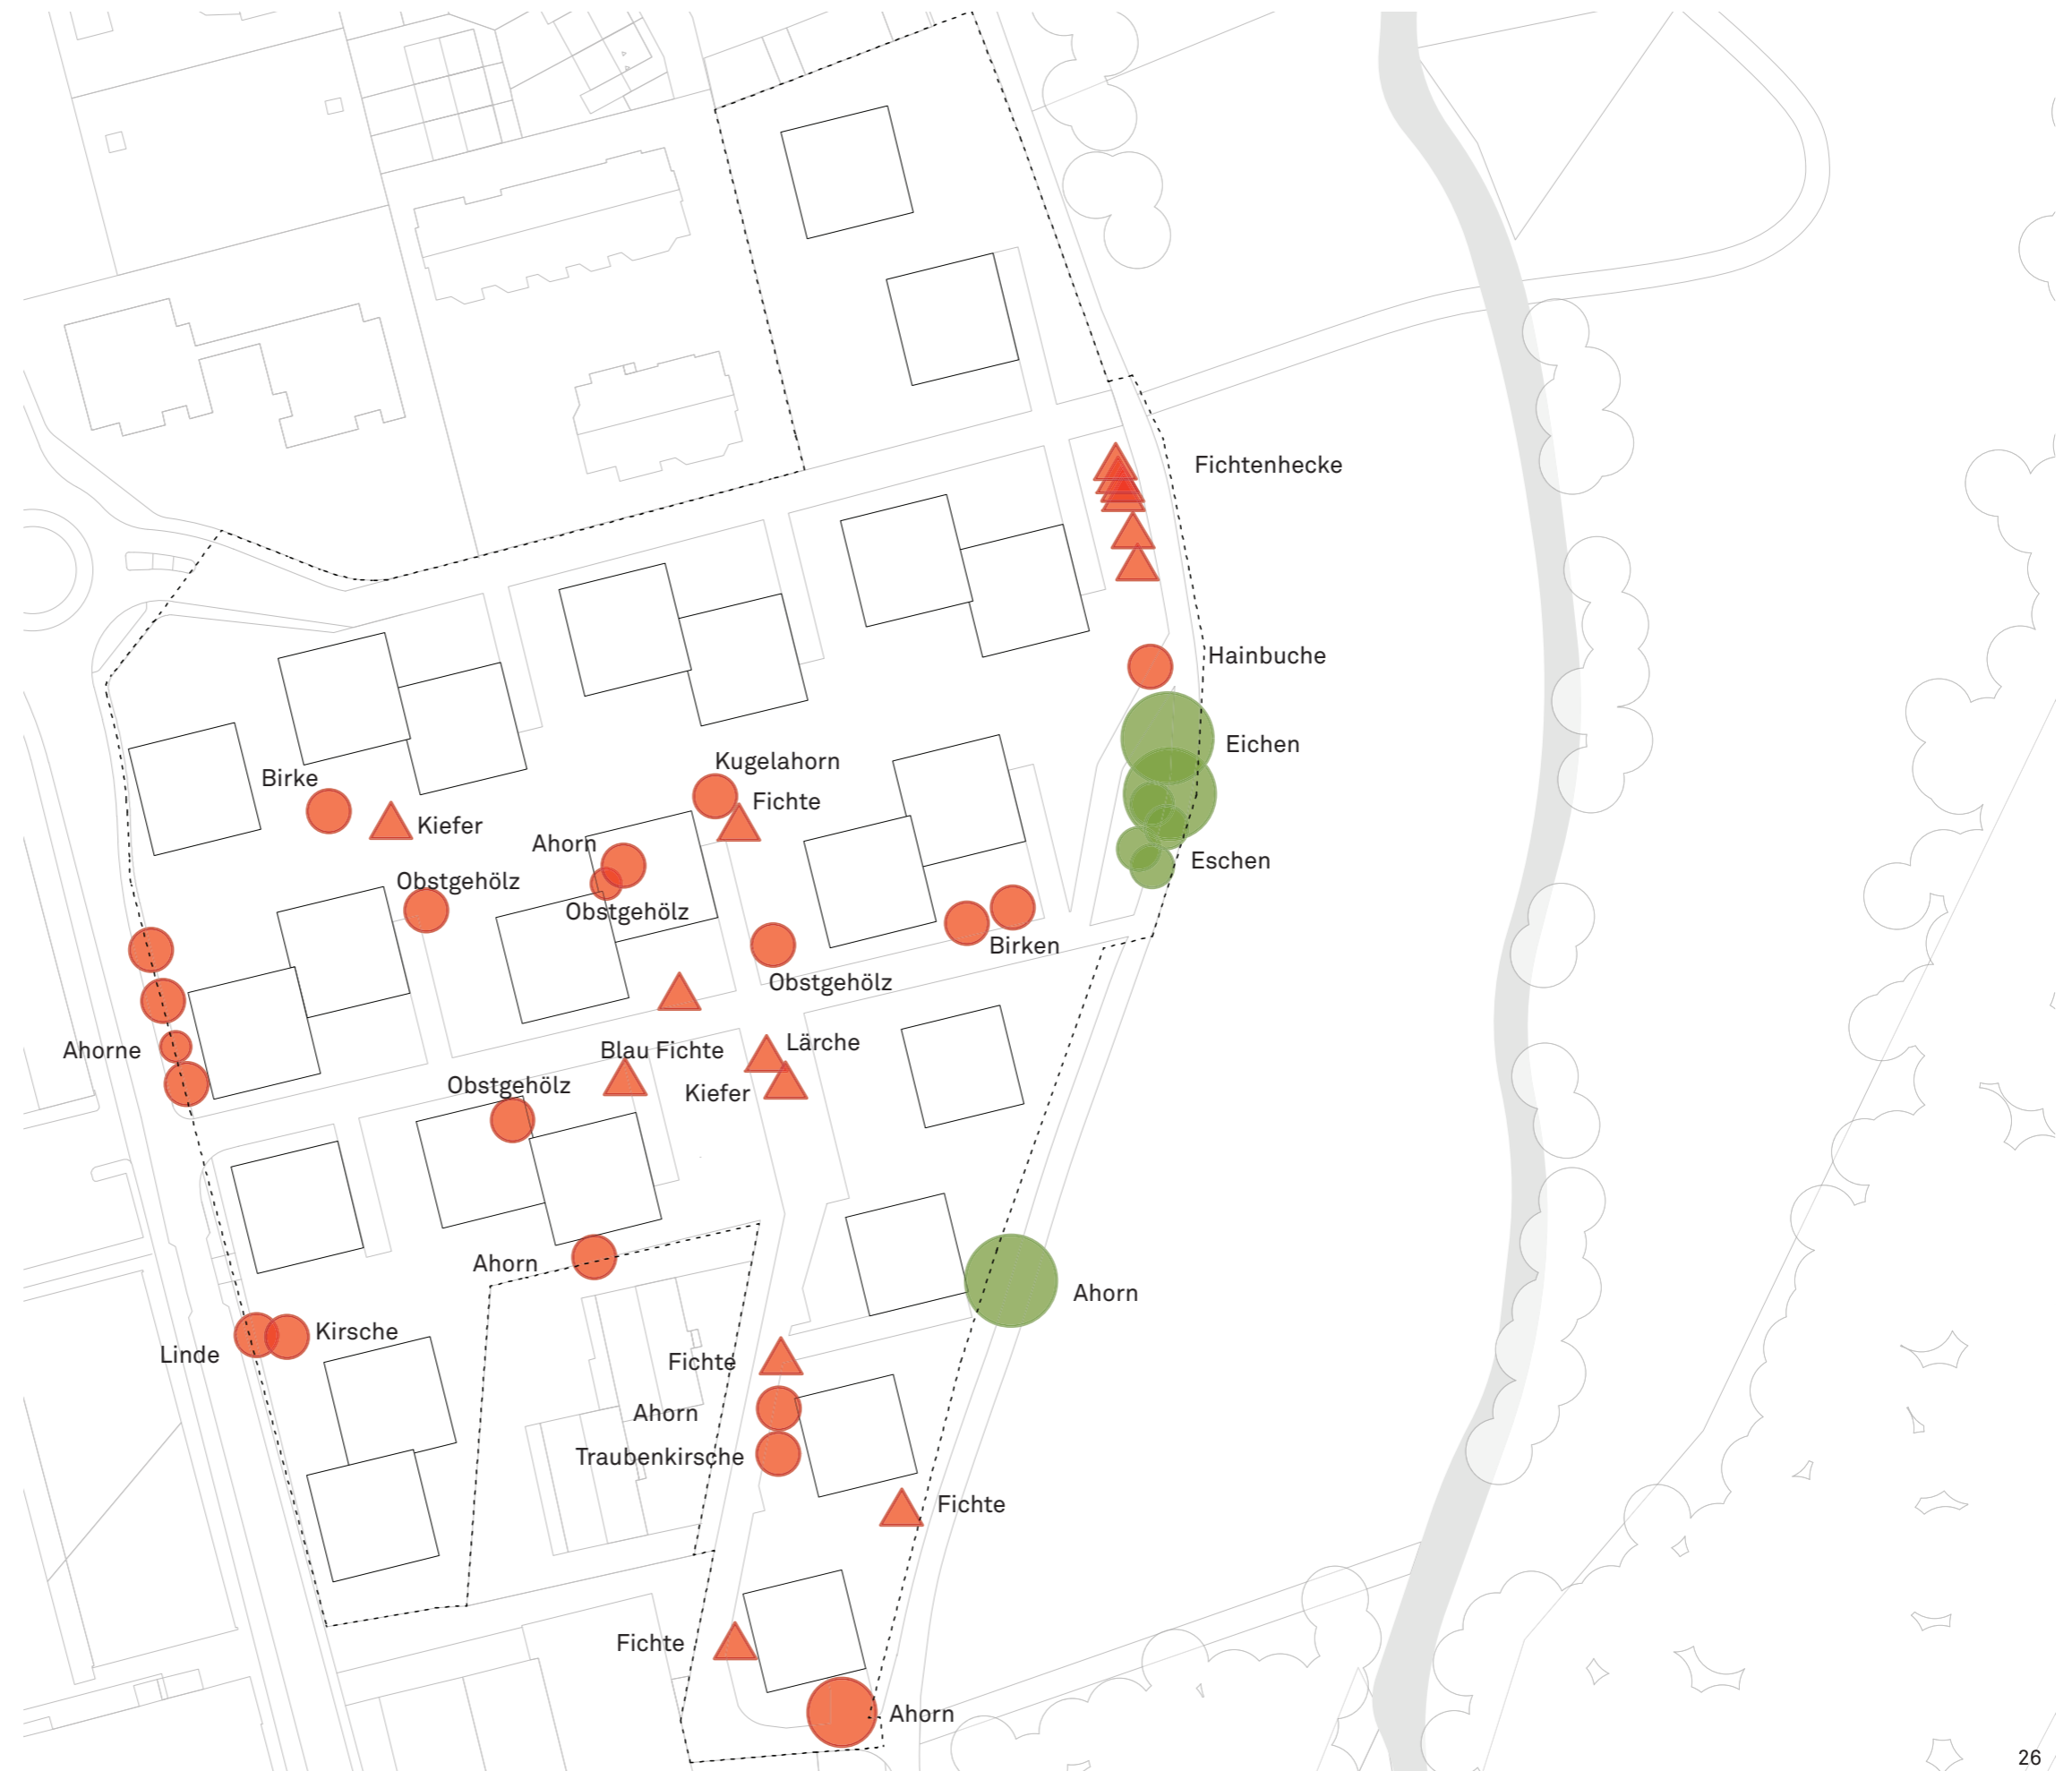 Fichtenhecke
Hainbuche
Eichen
Kugelahorn
Birke
Fichte
Kiefer
Ahorn
Eschen
Obstgehölz
Obstgehölz
Birken
Obstgehölz
Lärche
Ahorne
Blau Fichte
Obstgehölz
Kiefer
Ahorn
Ahorn
Kirsche
Linde
Fichte
Ahorn
Traubenkirsche
Fichte
Fichte
Ahorn
26